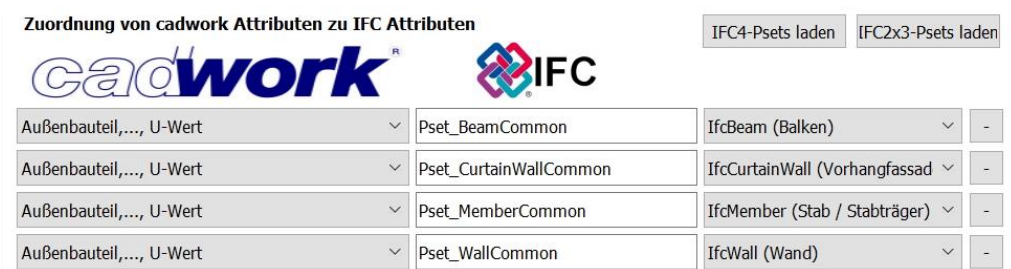 Zuordnung von cadwork Attributen zu IFC Attributen
IFC4-Psets laden IFC2x3-Psets laden
cadwork ® IFC ®
Außenbauteil,..., U-Wert Pset_BeamCommon IfcBeam (Balken) -
Außenbauteil,..., U-Wert Pset_CurtainWallCommon IfcCurtainWall (Vorhangfassad -
Außenbauteil,..., U-Wert Pset_MemberCommon IfcMember (Stab / Stabträger) -
Außenbauteil,..., U-Wert Pset_WallCommon IfcWall (Wand) -